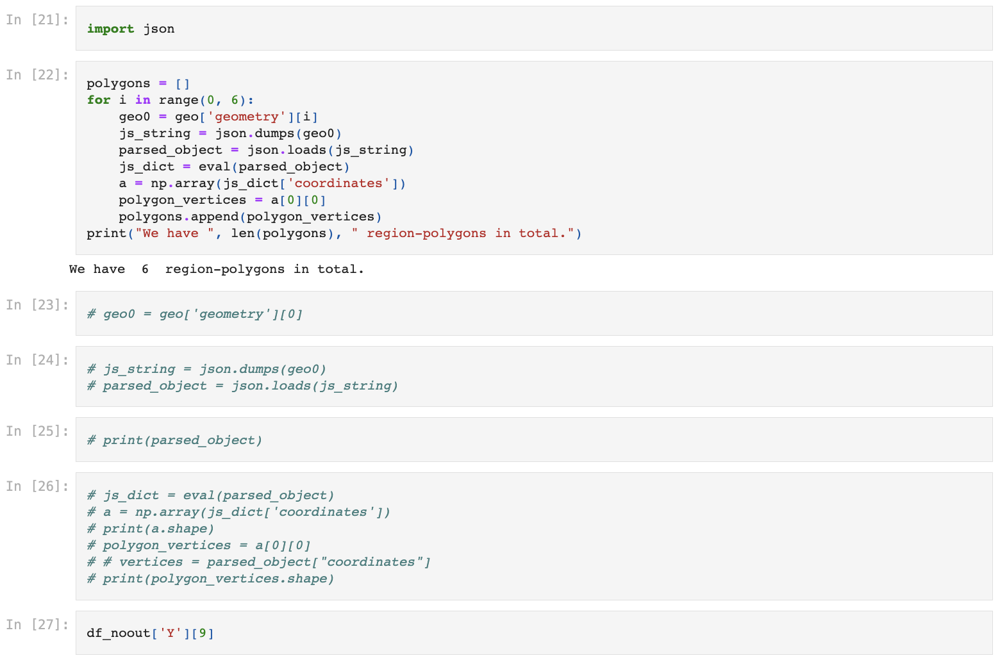 In [21]:
import json
In [22]:
polygons = []
for i in range(0, 6):
    geo0 = geo['geometry'][i]
    js_string = json.dumps(geo0)
    parsed_object = json.loads(js_string)
    js_dict = eval(parsed_object)
    a = np.array(js_dict['coordinates'])
    polygon_vertices = a[0][0]
    polygons.append(polygon_vertices)
print("We have ", len(polygons), " region-polygons in total.")
We have  6  region-polygons in total.
In [23]:
# geo0 = geo['geometry'][0]
In [24]:
# js_string = json.dumps(geo0)
# parsed_object = json.loads(js_string)
In [25]:
# print(parsed_object)
In [26]:
# js_dict = eval(parsed_object)
# a = np.array(js_dict['coordinates'])
# print(a.shape)
# polygon_vertices = a[0][0]
# # vertices = parsed_object["coordinates"]
# print(polygon_vertices.shape)
In [27]:
df_noout['Y'][9]